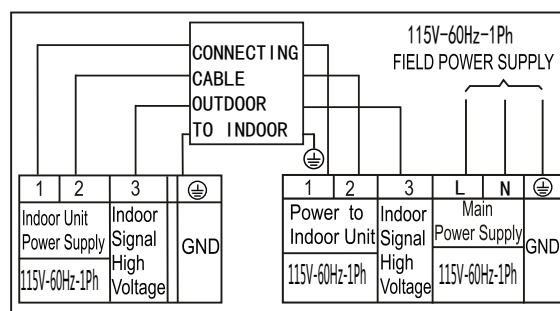 115V-60Hz-1Ph
FIELD POWER SUPPLY
CONNECTING
CABLE
OUTDOOR
TO INDOOR
1 2 3
Indoor Unit
Power Supply
115V-60Hz-1Ph
Indoor
Signal
High
Voltage
GND
1 2 3 L N
Power to
Indoor Unit
115V-60Hz-1Ph
Indoor
Signal
High
Voltage
Main
Power Supply
115V-60Hz-1Ph
GND